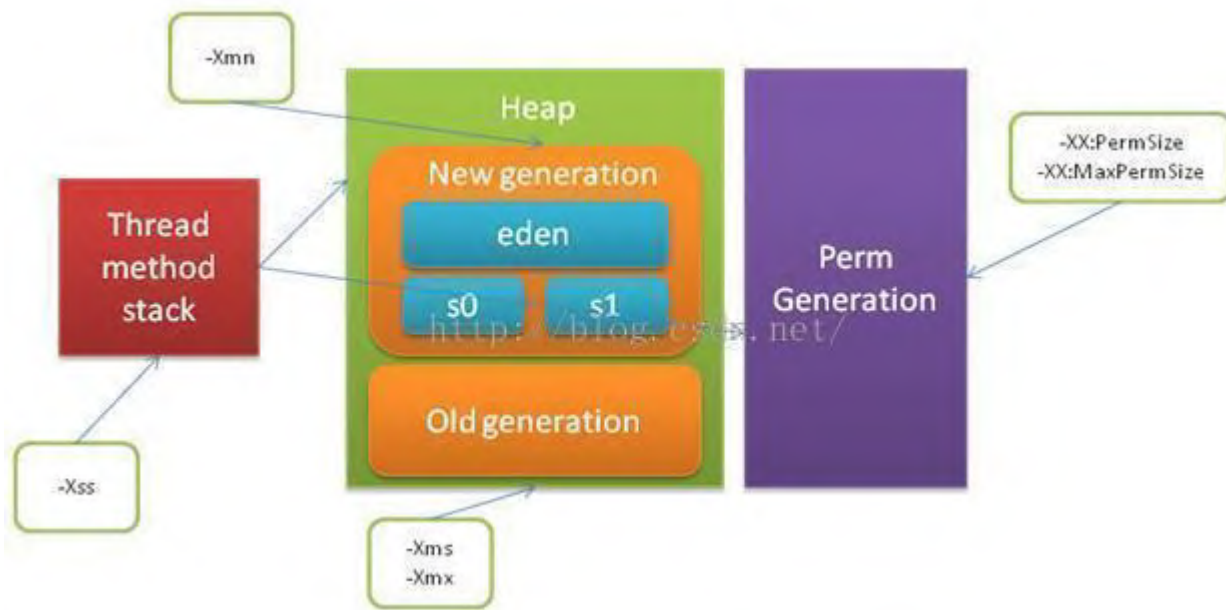 -Xmn
Heap
-XX:PermSize
-XX:MaxPermSize
New generation
Thread
method
stack
eden
Perm
Generation
s0
s1
Old generation
-Xss
-Xms
-Xmx